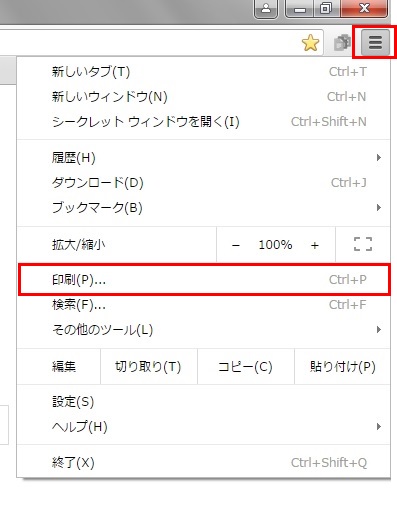 新しいタブ(T) Ctrl+T
新しいウィンドウ(N) Ctrl+N
シークレット ウィンドウを開く(I) Ctrl+Shift+N
履歴(H)
ダウンロード(D) Ctrl+J
ブックマーク(B)
拡大/縮小 − 100% +
印刷(P)... Ctrl+P
検索(F)... Ctrl+F
その他のツール(L)
編集 切り取り(T) コピー(C) 貼り付け(P)
設定(S)
ヘルプ(H)
終了(X) Ctrl+Shift+Q